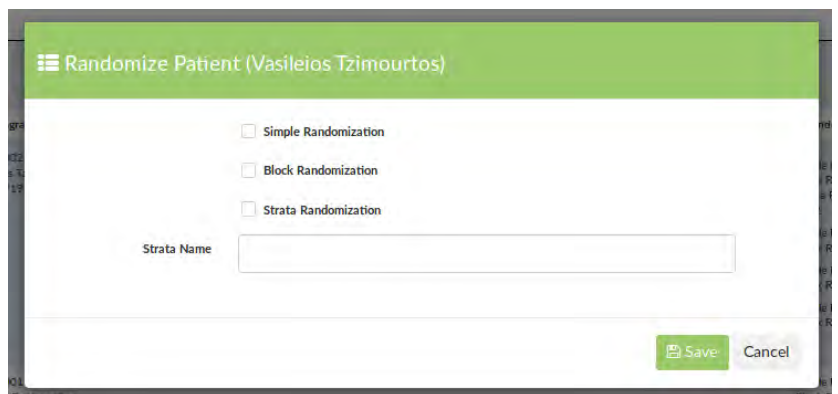 Randomize Patient (Vasileios Tzimourtos)
Simple Randomization
Block Randomization
Strata Randomization
Strata Name
Save Cancel